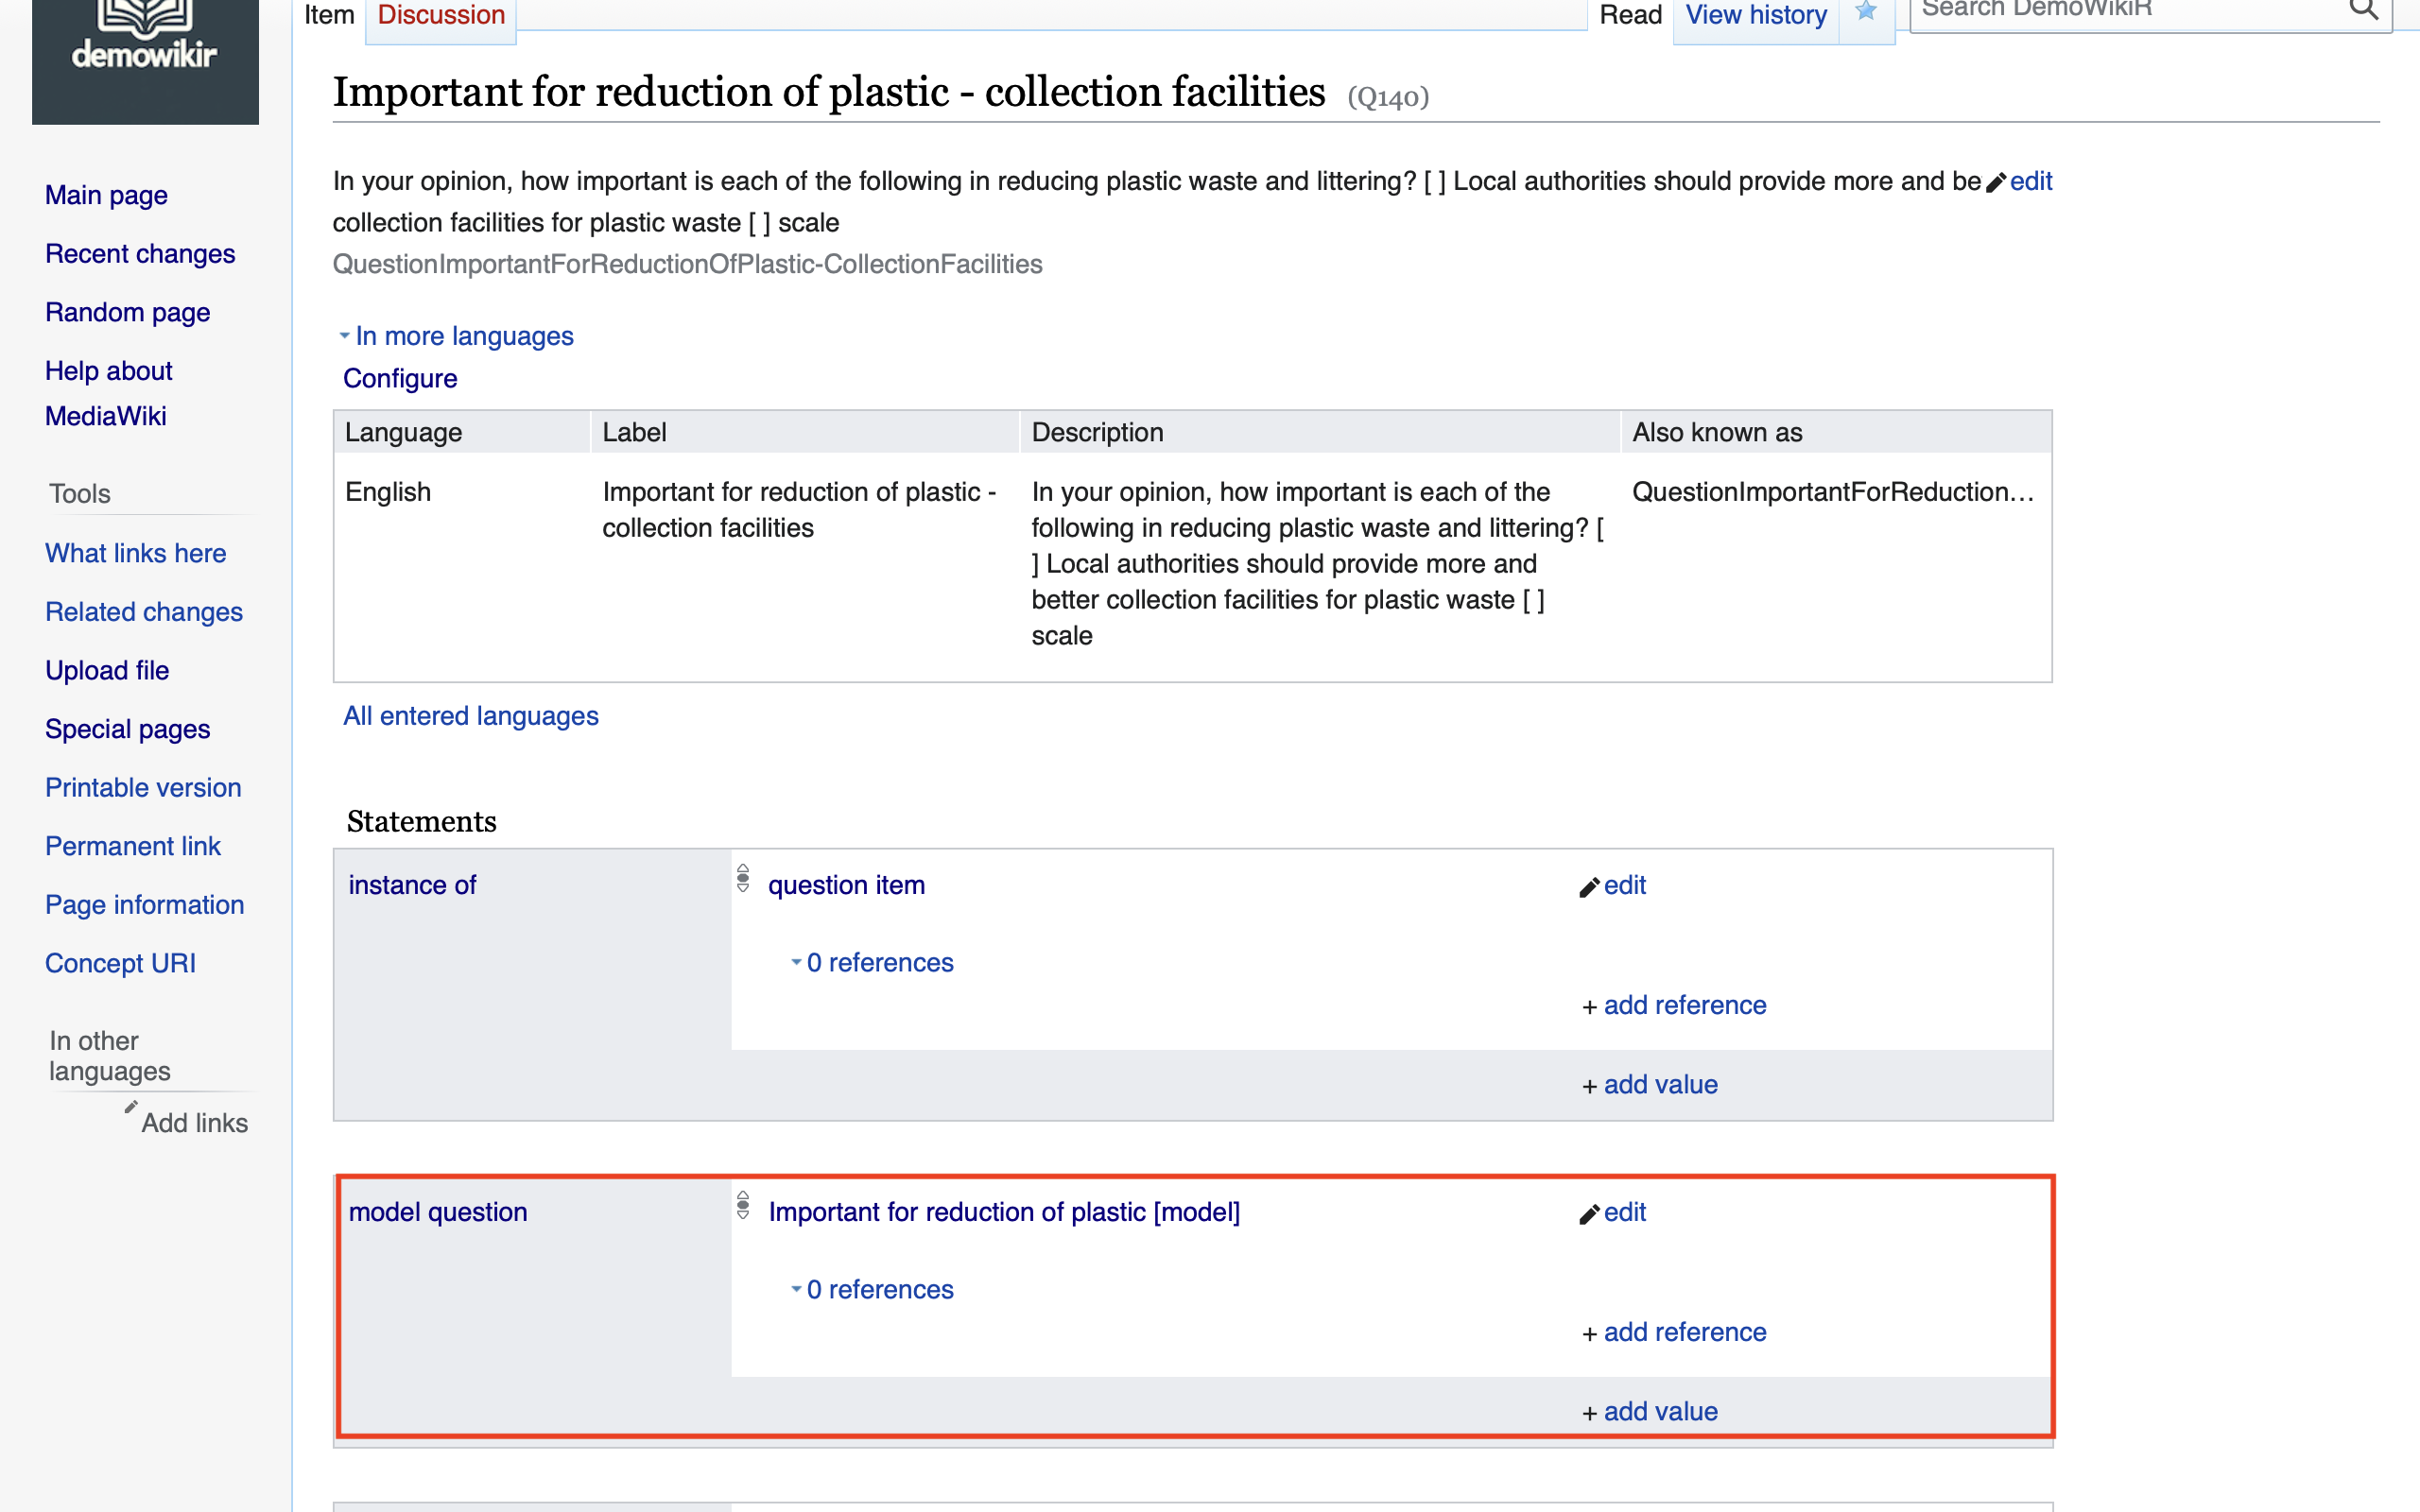 demowikir
Item
Discussion
Read
View history
Search DemoWikiR
Important for reduction of plastic - collection facilities (Q140)
In your opinion, how important is each of the following in reducing plastic waste and littering? [ ] Local authorities should provide more and be
edit
collection facilities for plastic waste [ ] scale
QuestionImportantForReductionOfPlastic-CollectionFacilities
In more languages
Configure
Language
Label
Description
Also known as
English
Important for reduction of plastic -
collection facilities
In your opinion, how important is each of the
following in reducing plastic waste and littering? [
] Local authorities should provide more and
better collection facilities for plastic waste [ ]
scale
QuestionImportantForReduction...
All entered languages
Main page
Recent changes
Random page
Help about
MediaWiki
Tools
What links here
Related changes
Upload file
Special pages
Printable version
Permanent link
Page information
Concept URI
In other
languages
Add links
Statements
instance of
question item
edit
0 references
+ add reference
+ add value
model question
Important for reduction of plastic [model]
edit
0 references
+ add reference
+ add value